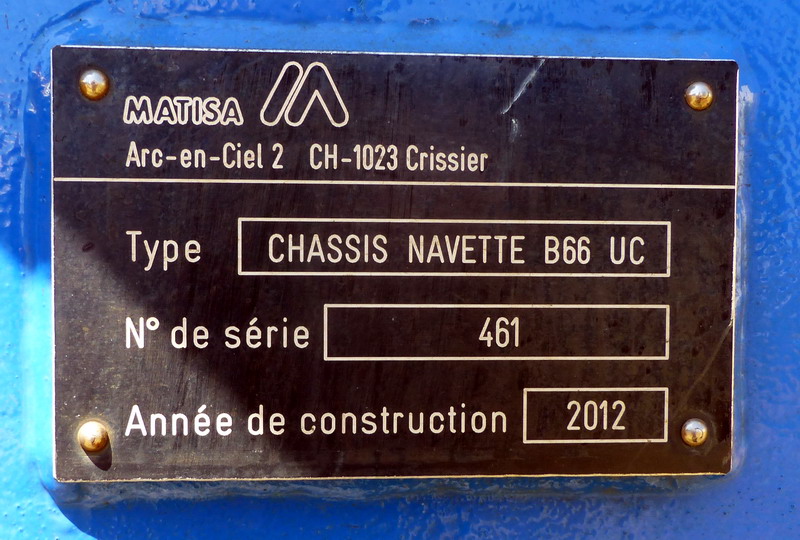 MATISA
Arc-en-Ciel 2 CH-1023 Crissier
Type CHASSIS NAVETTE B66 UC
N° de série 461
Année de construction 2012